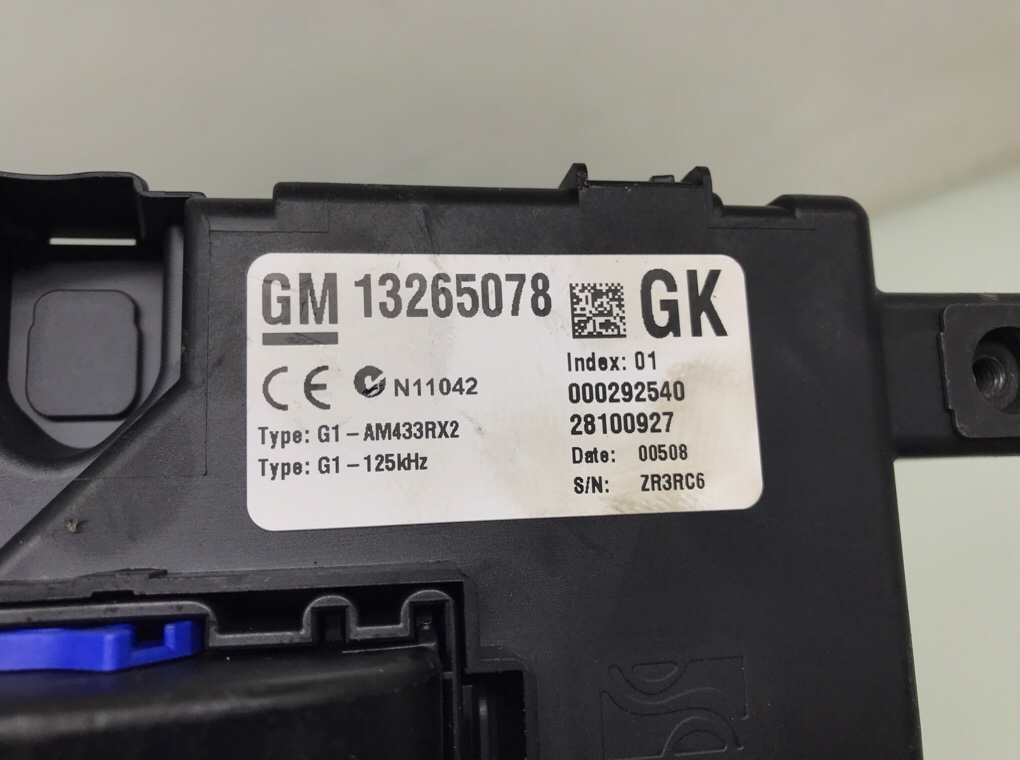 GM 13265078 GK
CE N11042
Type: G1-AM433RX2
Type: G1-125kHz
Index: 01
000292540
28100927
Date: 00508
S/N: ZR3RC6